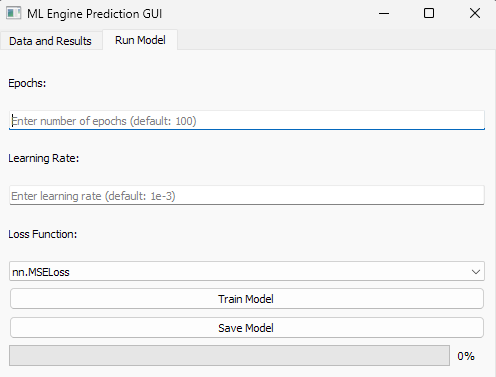 ML Engine Prediction GUI
Data and Results Run Model
Epochs:
Enter number of epochs (default: 100)
Learning Rate:
Enter learning rate (default: 1e-3)
Loss Function:
nn.MSELoss
Train Model
Save Model
0%